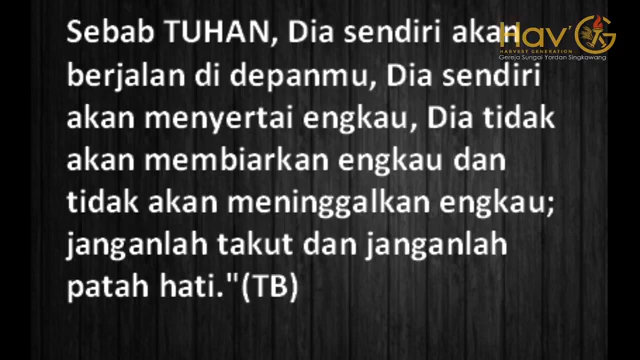 Sebab TUHAN, Dia sendiri akan
berjalan di depanmu, Dia sendiri
akan menyertai engkau, Dia tidak
akan membiarkan engkau dan
tidak akan meninggalkan engkau;
janganlah takut dan janganlah
patah hati."(TB)
Hav'G
HARVEST GENERATION
Gereja Sungai Yordan Singkawang